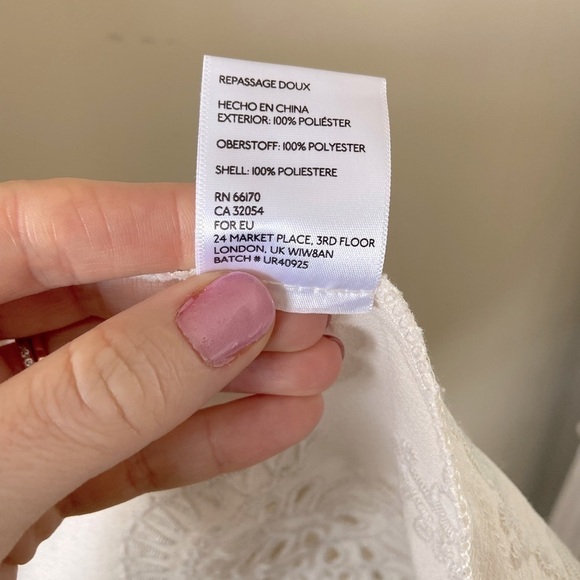 REPASSAGE DOUX
HECHO EN CHINA
EXTERIOR: 100% POLIÉSTER
OBERSTOFF: 100% POLYESTER
SHELL: 100% POLIESTERE
RN 66170
CA 32054
FOR EU
24 MARKET PLACE, 3RD FLOOR
LONDON, UK W1W8AN
BATCH # UR40925